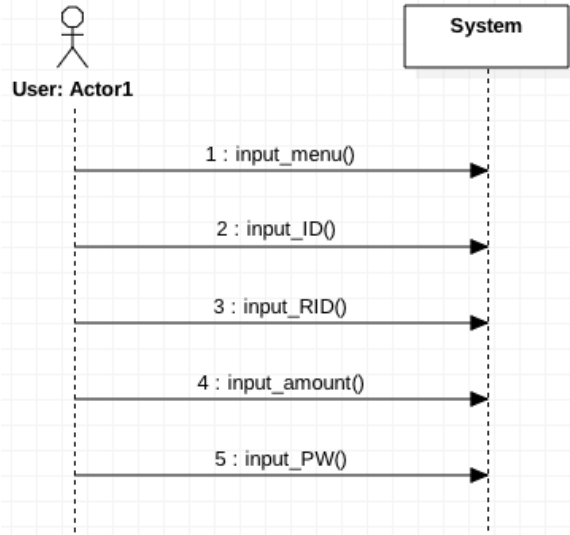 System
User: Actor1
1 : input_menu()
2 : input_ID()
3 : input_RID()
4 : input_amount()
5 : input_PW()